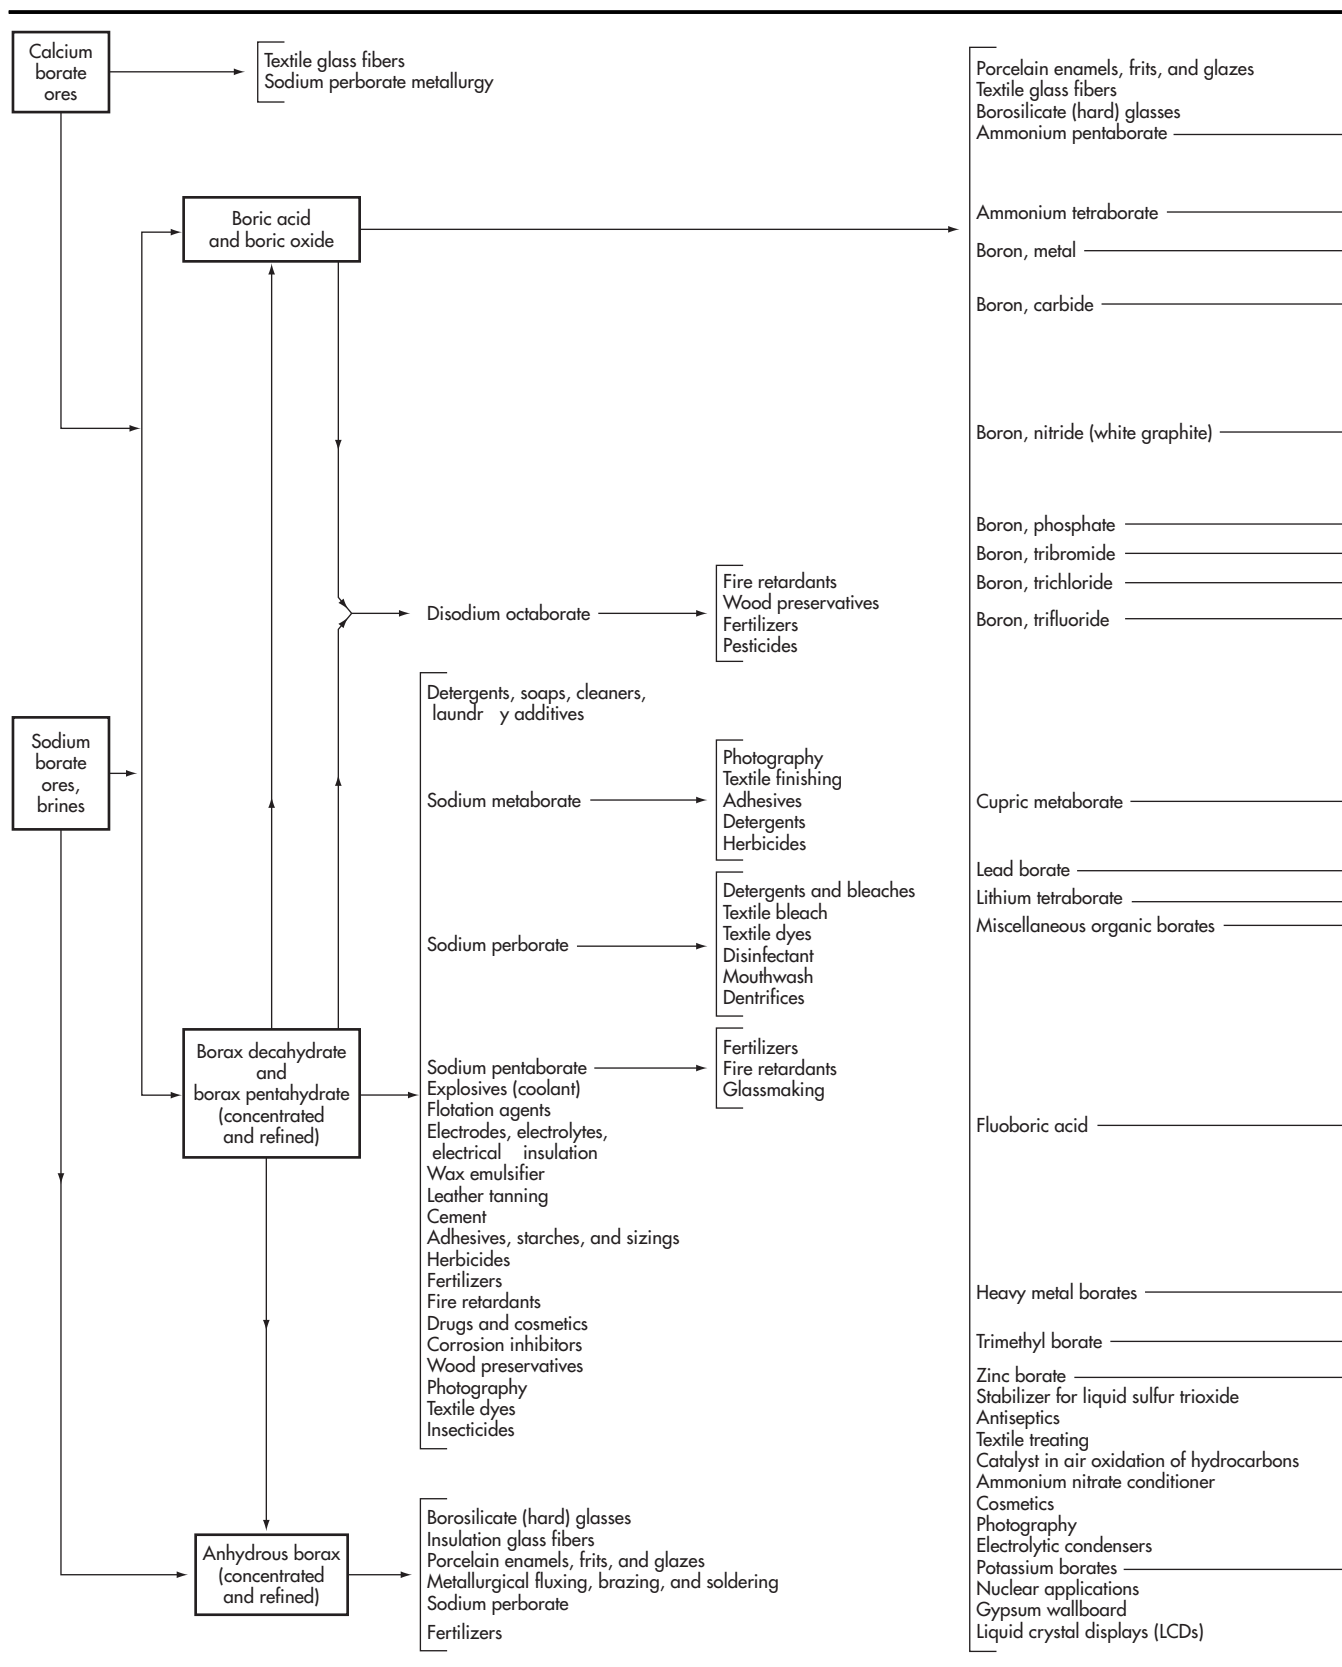 Calcium
borate
ores
Textile glass fibers
Sodium perborate metallurgy
Boric acid
and boric oxide
Disodium octaborate
Fire retardants
Wood preservatives
Fertilizers
Pesticides
Sodium
borate
ores,
brines
Detergents, soaps, cleaners,
laundr y additives
Sodium metaborate
Photography
Textile finishing
Adhesives
Detergents
Herbicides
Sodium perborate
Detergents and bleaches
Textile bleach
Textile dyes
Disinfectant
Mouthwash
Dentrifices
Borax decahydrate
and
borax pentahydrate
(concentrated
and refined)
Sodium pentaborate
Fertilizers
Fire retardants
Glassmaking
Explosives (coolant)
Flotation agents
Electrodes, electrolytes,
electrical insulation
Wax emulsifier
Leather tanning
Cement
Adhesives, starches, and sizings
Herbicides
Fertilizers
Fire retardants
Drugs and cosmetics
Corrosion inhibitors
Wood preservatives
Photography
Textile dyes
Insecticides
Anhydrous borax
(concentrated
and refined)
Borosilicate (hard) glasses
Insulation glass fibers
Porcelain enamels, frits, and glazes
Metallurgical fluxing, brazing, and soldering
Sodium perborate
Fertilizers
Porcelain enamels, frits, and glazes
Textile glass fibers
Borosilicate (hard) glasses
Ammonium pentaborate
Ammonium tetraborate
Boron, metal
Boron, carbide
Boron, nitride (white graphite)
Boron, phosphate
Boron, tribromide
Boron, trichloride
Boron, trifluoride
Cupric metaborate
Lead borate
Lithium tetraborate
Miscellaneous organic borates
Fluoboric acid
Heavy metal borates
Trimethyl borate
Zinc borate
Stabilizer for liquid sulfur trioxide
Antiseptics
Textile treating
Catalyst in air oxidation of hydrocarbons
Ammonium nitrate conditioner
Cosmetics
Photography
Electrolytic condensers
Potassium borates
Nuclear applications
Gypsum wallboard
Liquid crystal displays (LCDs)